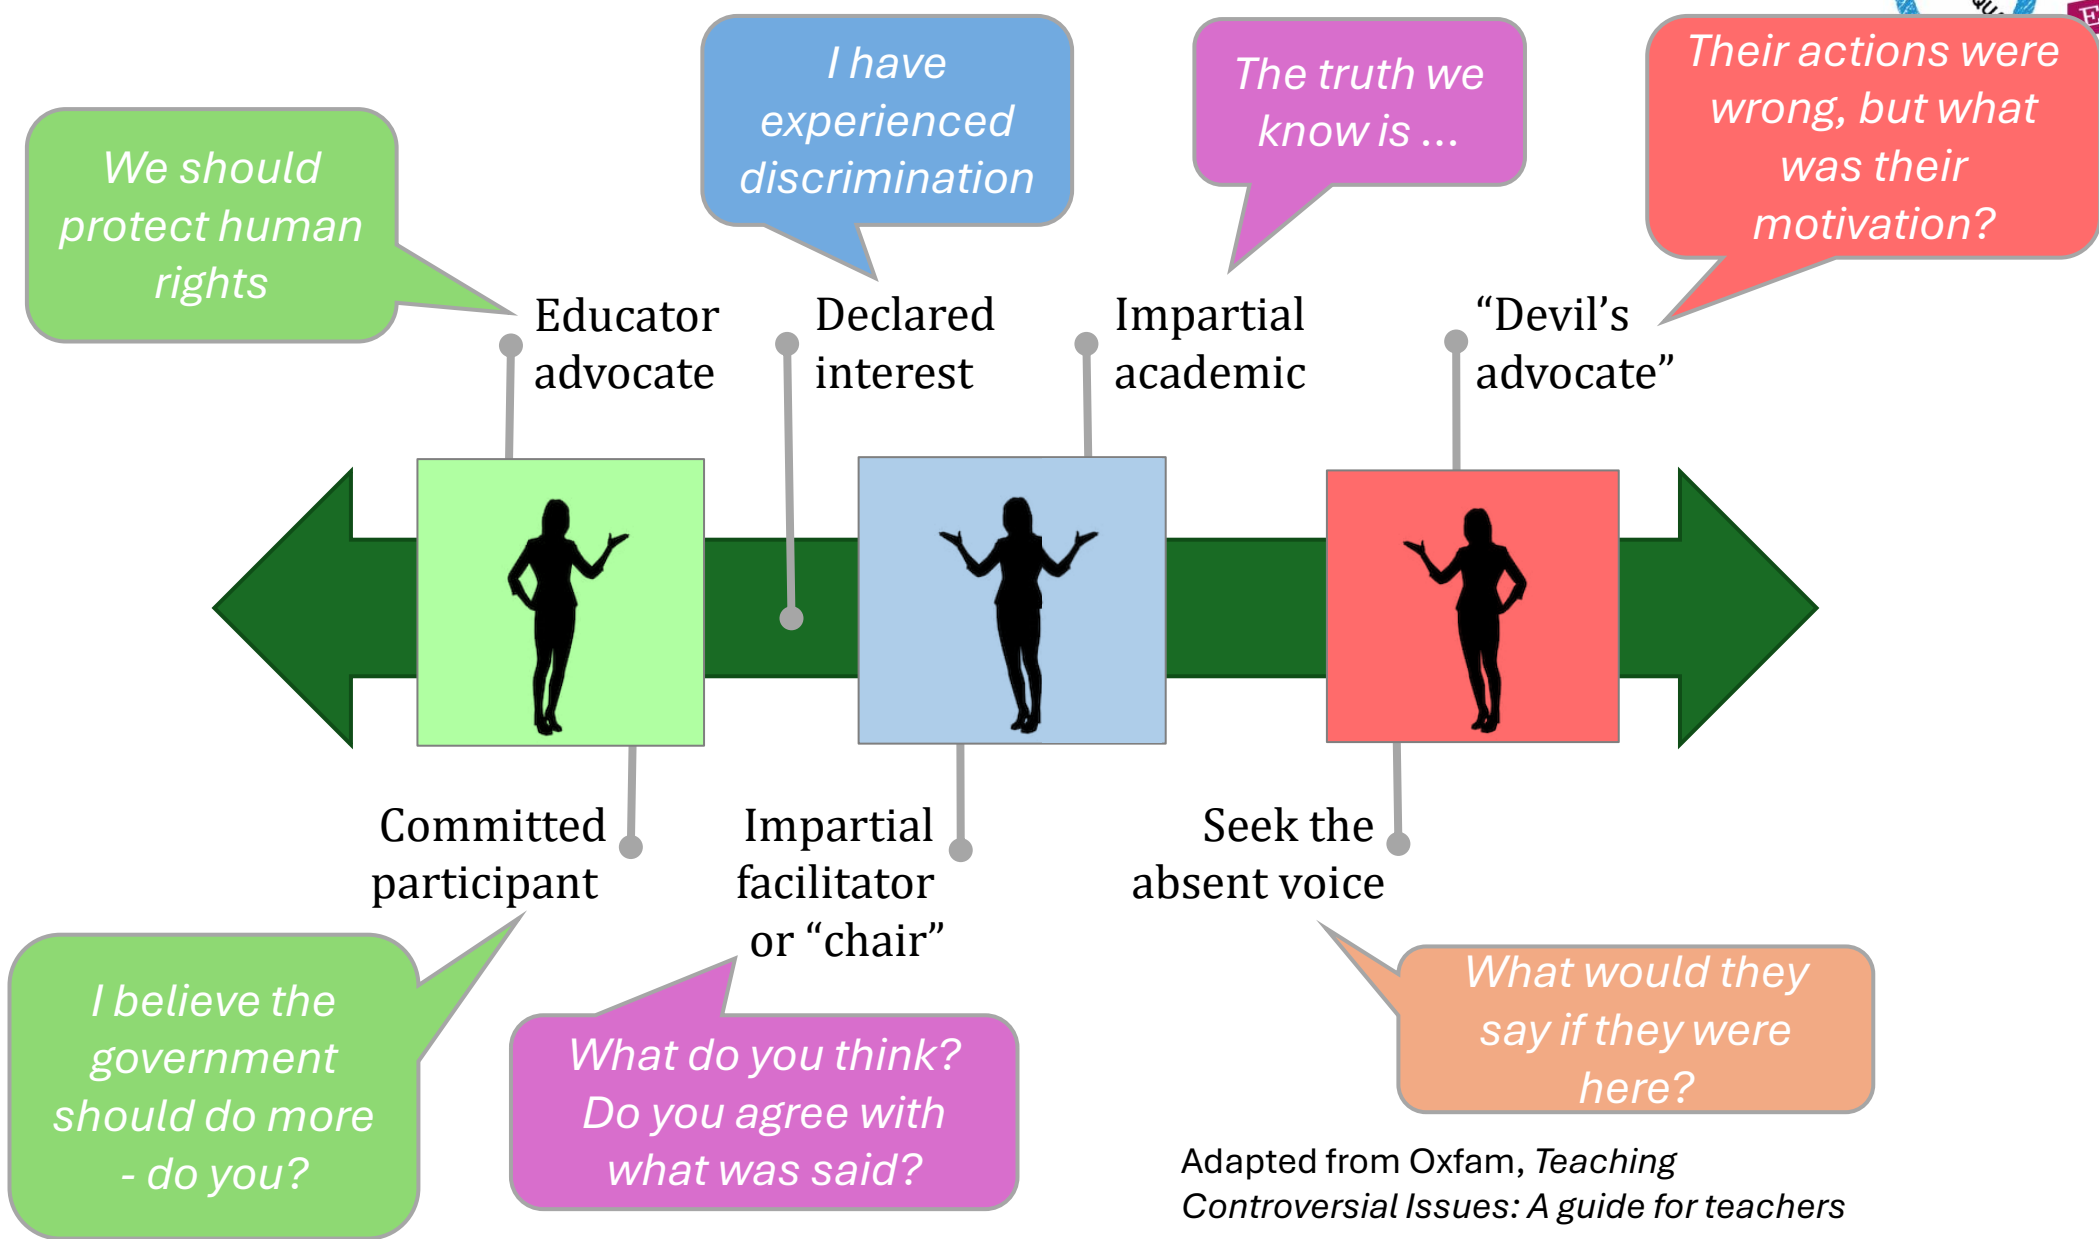 We should
protect human
rights
I have
experienced
discrimination
The truth we
know is ...
Their actions were
wrong, but what
was their
motivation?
Educator
advocate
Declared
interest
Impartial
academic
“Devil’s
advocate”
Committed
participant
Impartial
facilitator
or “chair”
Seek the
absent voice
I believe the
government
should do more
- do you?
What do you think?
Do you agree with
what was said?
What would they
say if they were
here?
Adapted from Oxfam, Teaching
Controversial Issues: A guide for teachers